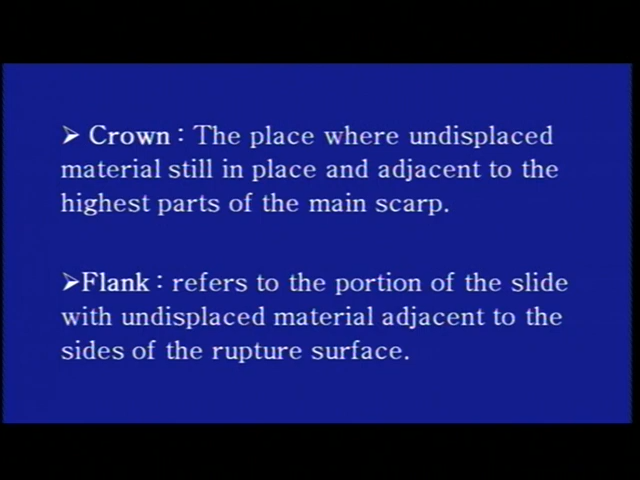 ➢ Crown : The place where undisplaced
material still in place and adjacent to the
highest parts of the main scarp.
➢Flank : refers to the portion of the slide
with undisplaced material adjacent to the
sides of the rupture surface.